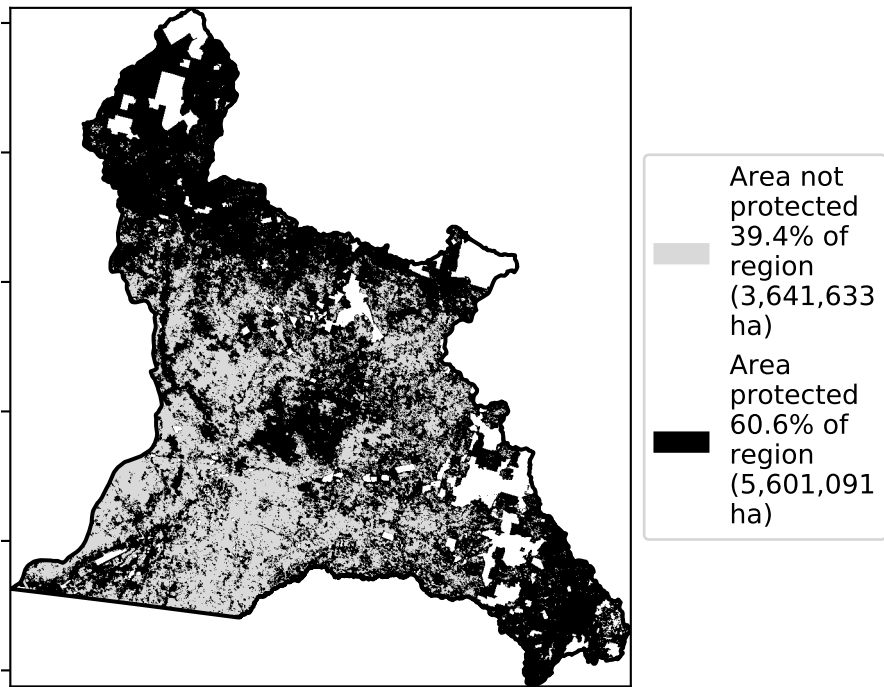 Area not
protected
39.4% of
region
(3,641,633
ha)
Area
protected
60.6% of
region
(5,601,091
ha)